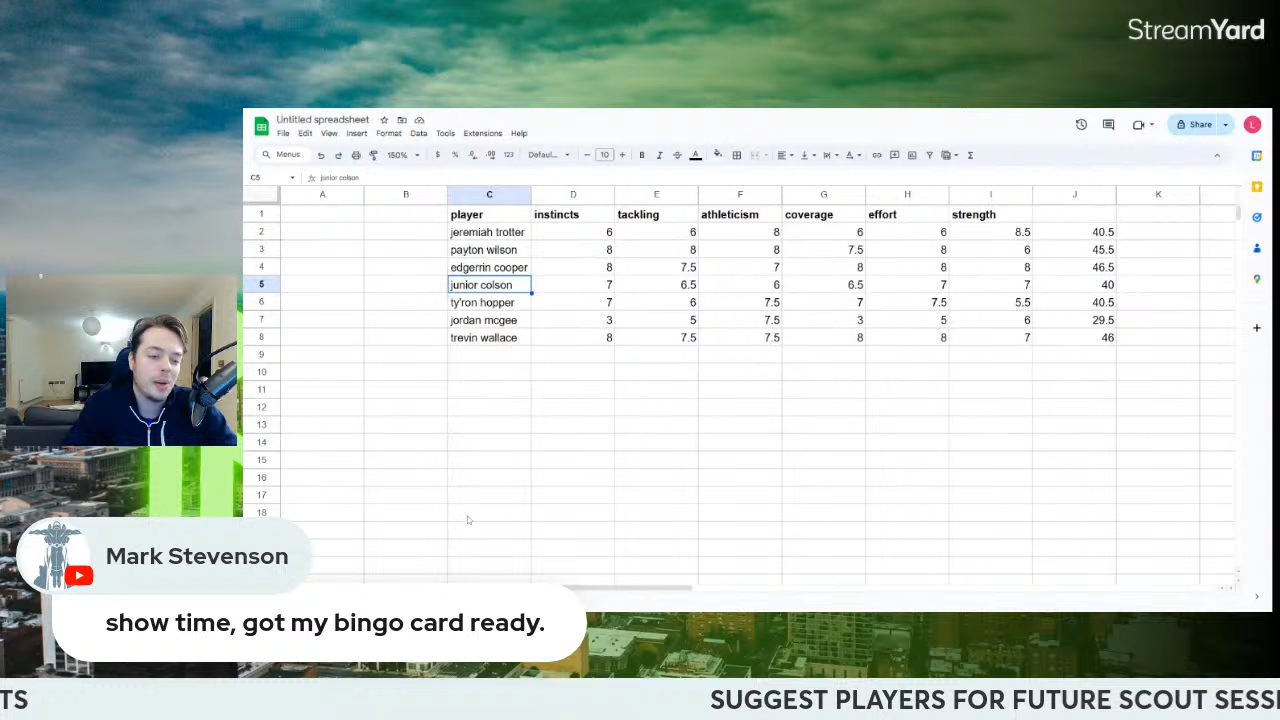 StreamYard
Untitled spreadsheet
File Edit View Insert Format Data Tools Extensions Help
Share
L
Menus 150% $ % .0 .00 123 Defaul... 10 B I A
C5 fx junior colson
A B C D E F G H I J K
1 player instincts tackling athleticism coverage effort strength
2 jeremiah trotter 6 6 8 6 6 8.5 40.5
3 payton wilson 8 8 8 7.5 8 6 45.5
4 edgerrin cooper 8 7.5 7 8 8 8 46.5
5 junior colson 7 6.5 6 6.5 7 7 40
6 ty'ron hopper 7 6 7.5 7 7.5 5.5 40.5
7 jordan mcgee 3 5 7.5 3 5 6 29.5
8 trevin wallace 8 7.5 7.5 8 8 7 46
9
10
11
12
13
14
15
16
17
18
Mark Stevenson
show time, got my bingo card ready.
TS SUGGEST PLAYERS FOR FUTURE SCOUT SESSI